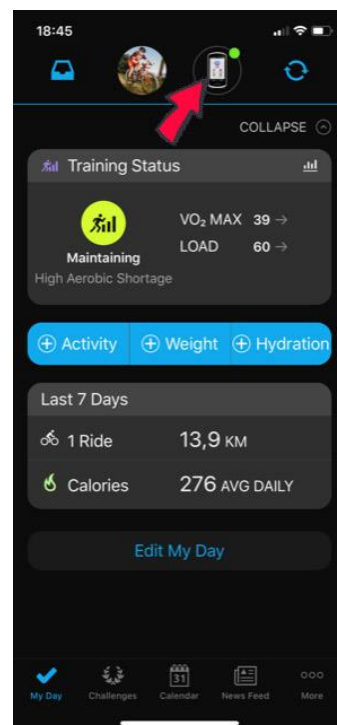 18:45
COLLAPSE
Training Status
Maintaining
High Aerobic Shortage
VO₂ MAX 39 →
LOAD 60 →
Activity
Weight
Hydration
Last 7 Days
1 Ride 13,9 KM
Calories 276 AVG DAILY
Edit My Day
31
My Day Challenges Calendar News Feed More